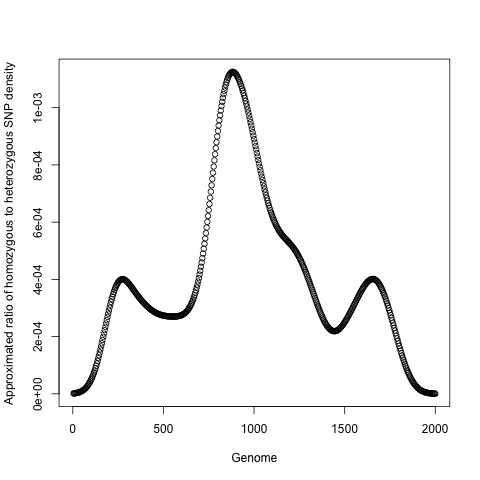 Approximated ratio of homozygous to heterozygous SNP density
1e-03
8e-04
6e-04
4e-04
2e-04
0e+00
0 500 1000 1500 2000
Genome